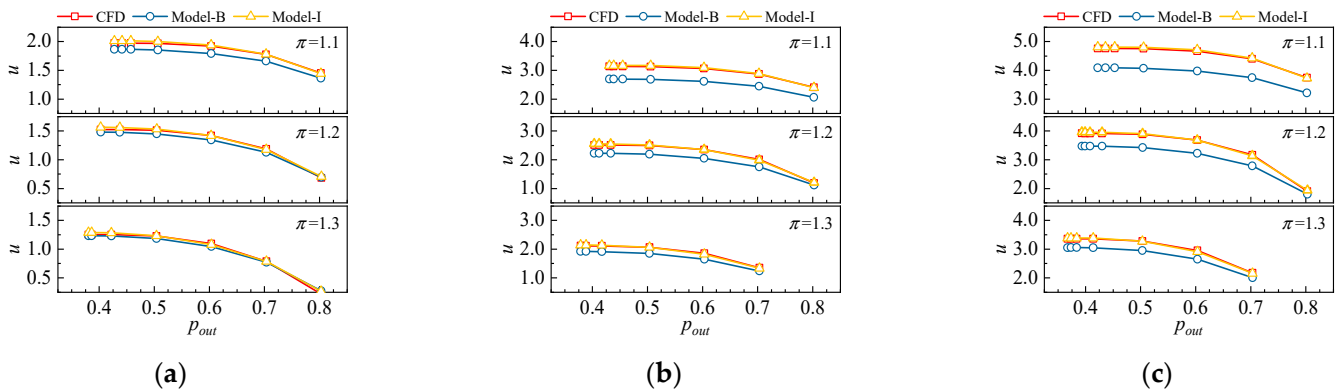 CFD Model-B Model-I
π=1.1
2.0
1.5
1.0
u
π=1.2
1.5
1.0
0.5
u
π=1.3
1.5
1.0
0.5
u
0.4 0.5 0.6 0.7 0.8
p_out
(a)
CFD Model-B Model-I
π=1.1
4.0
3.0
2.0
u
π=1.2
3.0
2.0
1.0
u
π=1.3
3.0
2.0
1.0
u
0.4 0.5 0.6 0.7 0.8
p_out
(b)
CFD Model-B Model-I
π=1.1
5.0
4.0
3.0
u
π=1.2
4.0
3.0
2.0
u
π=1.3
4.0
3.0
2.0
u
0.4 0.5 0.6 0.7 0.8
p_out
(c)